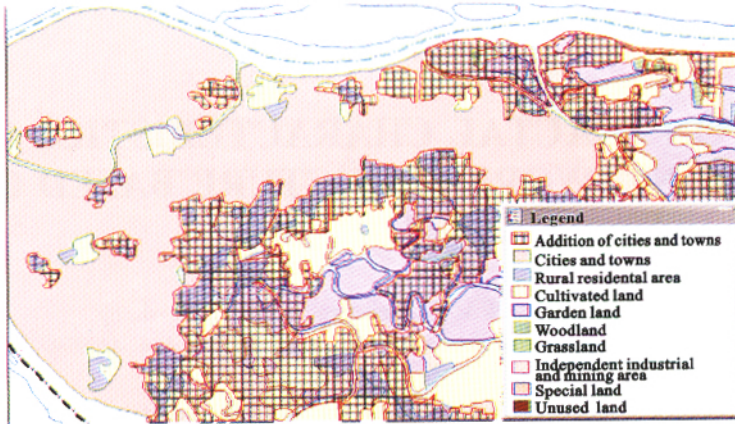 Legend
Addition of cities and towns
Cities and towns
Rural residental area
Cultivated land
Garden land
Woodland
Grassland
Independent industrial
and mining area
Special land
Unused land